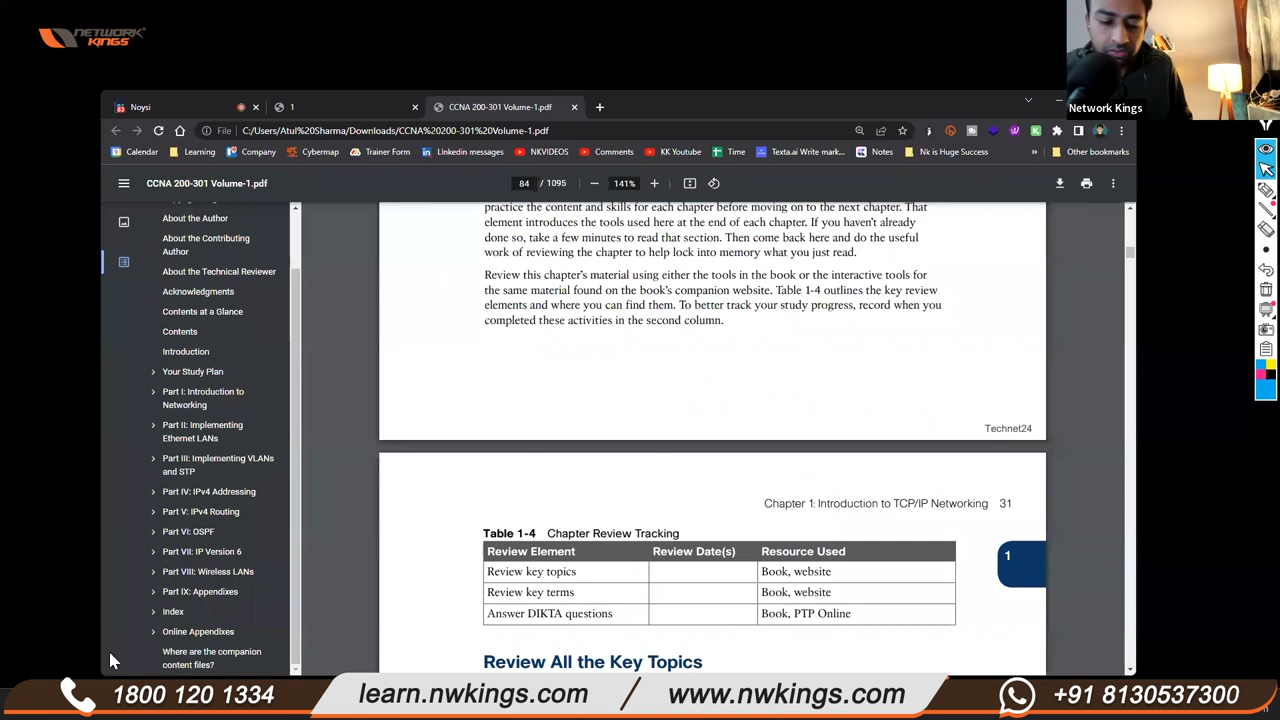 NETWORK
KINGS
Network Kings
Noysi
1
CCNA 200-301 Volume-1.pdf
File
C:/Users/Atul%20Sharma/Downloads/CCNA%20200-301%20Volume-1.pdf
Calendar
Learning
Company
Cybermap
Trainer Form
LInkedin messages
NKVIDEOS
Comments
KK Youtube
Time
Texta.ai Write mark...
Notes
Nk is Huge Success
»
Other bookmarks
CCNA 200-301 Volume-1.pdf
84 / 1095
141%
About the Author
About the Contributing
Author
About the Technical Reviewer
Acknowledgments
Contents at a Glance
Contents
Introduction
Your Study Plan
Part I: Introduction to
Networking
Part II: Implementing
Ethernet LANs
Part III: Implementing VLANs
and STP
Part IV: IPv4 Addressing
Part V: IPv4 Routing
Part VI: OSPF
Part VII: IP Version 6
Part VIII: Wireless LANs
Part IX: Appendixes
Index
Online Appendixes
Where are the companion
content files?
practice the content and skills for each chapter before moving on to the next chapter. That
element introduces the tools used here at the end of each chapter. If you haven't already
done so, take a few minutes to read that section. Then come back here and do the useful
work of reviewing the chapter to help lock into memory what you just read.
Review this chapter's material using either the tools in the book or the interactive tools for
the same material found on the book's companion website. Table 1-4 outlines the key review
elements and where you can find them. To better track your study progress, record when you
completed these activities in the second column.
Technet24
Chapter 1: Introduction to TCP/IP Networking 31
1
Table 1-4 Chapter Review Tracking
Review Element Review Date(s) Resource Used
Review key topics Book, website
Review key terms Book, website
Answer DIKTA questions Book, PTP Online
Review All the Key Topics
1800 120 1334
learn.nwkings.com / www.nwkings.com
+91 8130537300